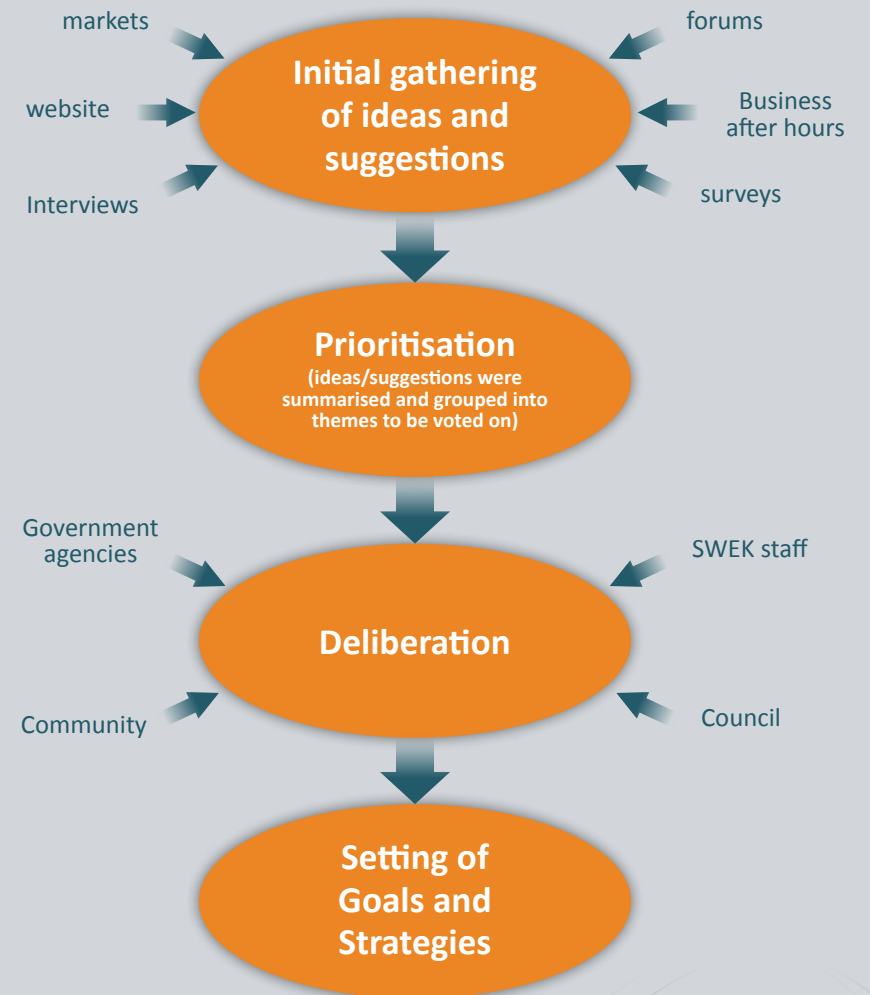 markets
forums
Initial gathering
of ideas and
suggestions
website
Business
after hours
Interviews
surveys
Prioritisation
(ideas/suggestions were
summarised and grouped into
themes to be voted on)
Government
agencies
SWEK staff
Deliberation
Community
Council
Setting of
Goals and
Strategies